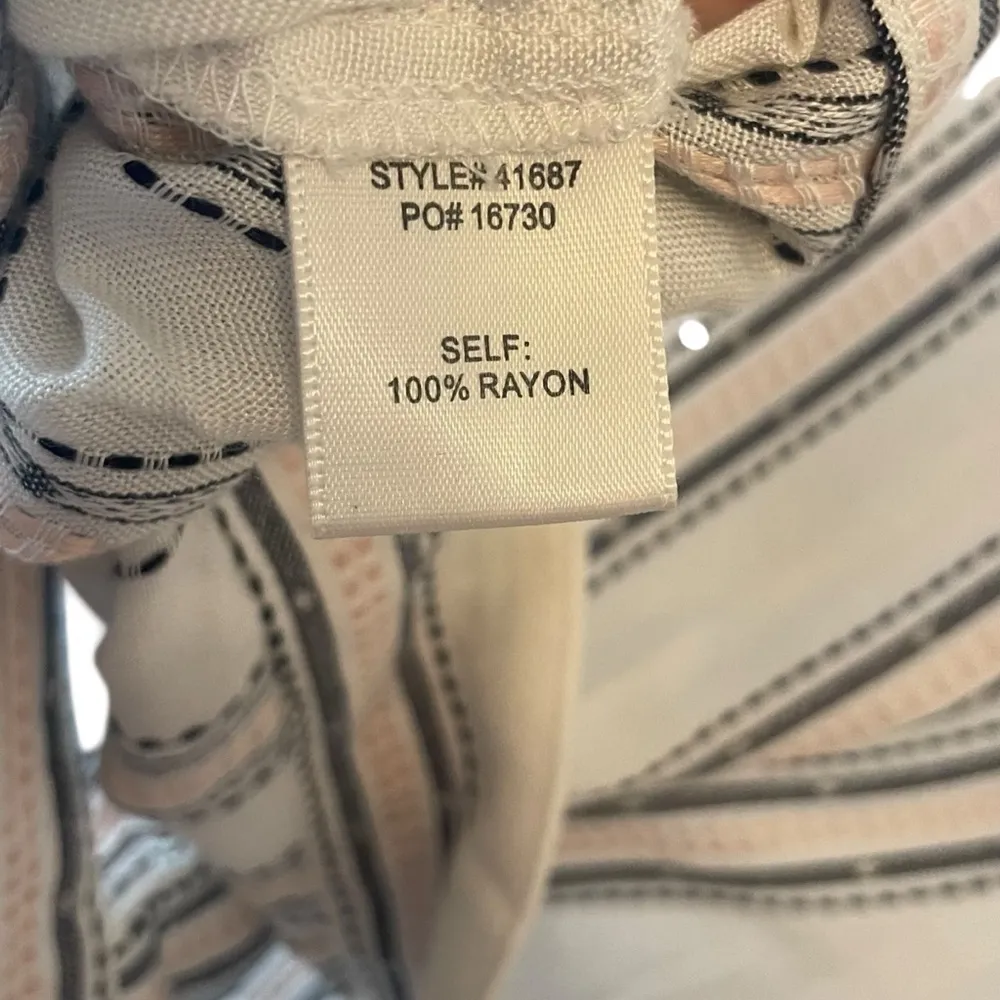 STYLE# 41687
PO# 16730
SELF:
100% RAYON